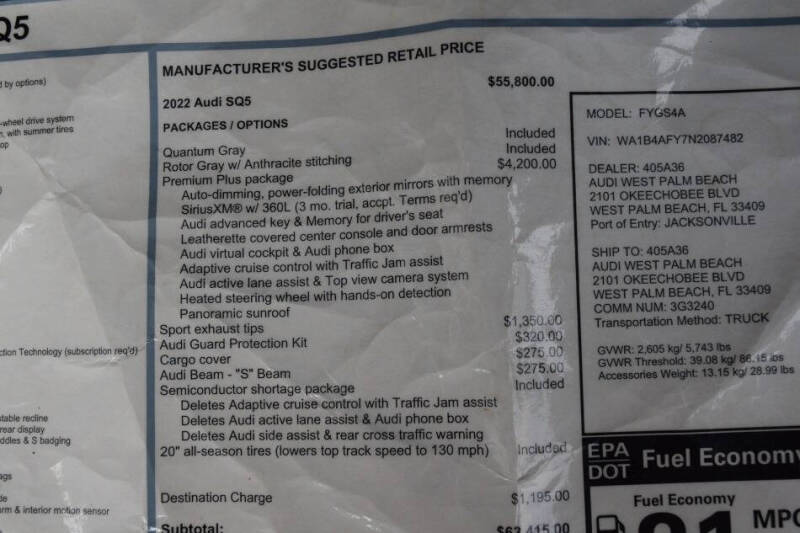 Q5
MANUFACTURER'S SUGGESTED RETAIL PRICE
$55,800.00
2022 Audi SQ5
PACKAGES / OPTIONS
Quantum Gray Included
Rotor Gray w/ Anthracite stitching Included
Premium Plus package $4,200.00
Auto-dimming, power-folding exterior mirrors with memory
SiriusXM® w/ 360L (3 mo. trial, accpt. Terms req'd)
Audi advanced key & Memory for driver's seat
Leatherette covered center console and door armrests
Audi virtual cockpit & Audi phone box
Adaptive cruise control with Traffic Jam assist
Audi active lane assist & Top view camera system
Heated steering wheel with hands-on detection
Panoramic sunroof
Sport exhaust tips $1,350.00
Audi Guard Protection Kit $320.00
Cargo cover $275.00
Audi Beam - "S" Beam $275.00
Semiconductor shortage package Included
Deletes Adaptive cruise control with Traffic Jam assist
Deletes Audi active lane assist & Audi phone box
Deletes Audi side assist & rear cross traffic warning
20" all-season tires (lowers top track speed to 130 mph) Included
Destination Charge $1,195.00
Subtotal: $63,415.00
d by options)
-wheel drive system
n, with summer tires
op
)
ction Technology (subscription req'd)
stable recline
rear display
ddles & S badging
ags
de
rm & interior motion sensor
MODEL: FYGS4A
VIN: WA1B4AFY7N2087482
DEALER: 405A36
AUDI WEST PALM BEACH
2101 OKEECHOBEE BLVD
WEST PALM BEACH, FL 33409
Port of Entry: JACKSONVILLE
SHIP TO: 405A36
AUDI WEST PALM BEACH
2101 OKEECHOBEE BLVD
WEST PALM BEACH, FL 33409
COMM NUM: 3G3240
Transportation Method: TRUCK
GVWR: 2,605 kg/ 5,743 lbs
GVWR Threshold: 39.08 kg/ 86.15 lbs
Accessories Weight: 13.15 kg/ 28.99 lbs
EPA
DOT Fuel Economy
Fuel Economy
21 MPG